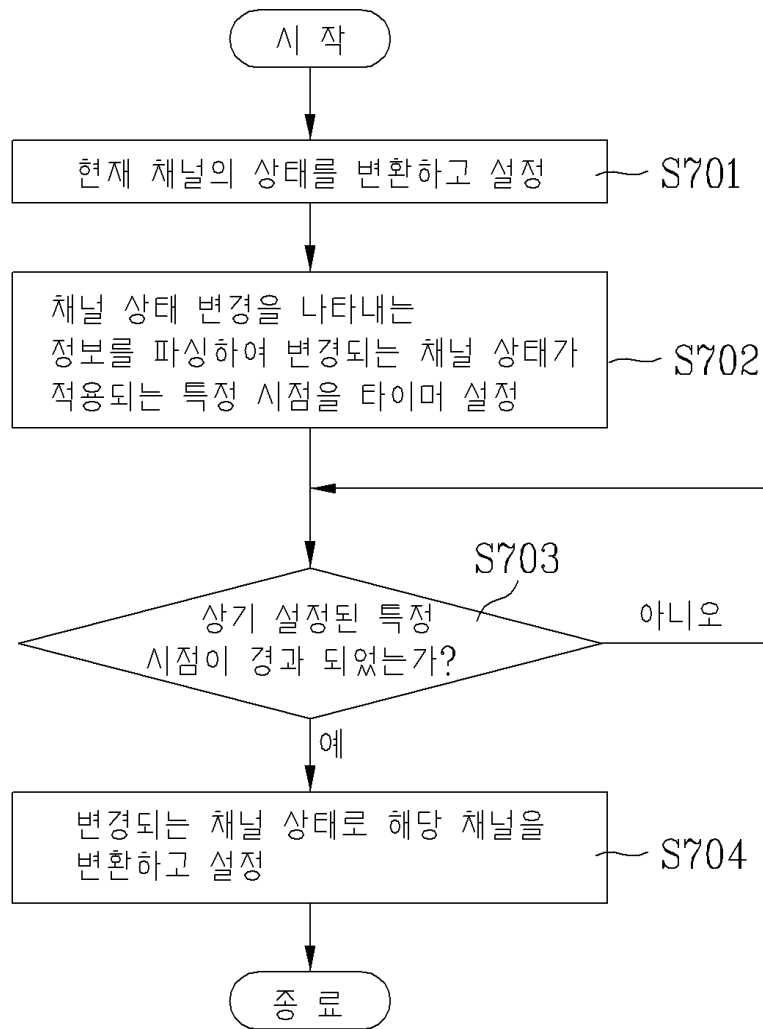 시 작
현재 채널의 상태를 변환하고 설정
S701
채널 상태 변경을 나타내는
정보를 파싱하여 변경되는 채널 상태가
적용되는 특정 시점을 타이머 설정
S702
S703
상기 설정된 특정
시점이 경과 되었는가?
아니오
예
변경되는 채널 상태로 해당 채널을
변환하고 설정
S704
종 료